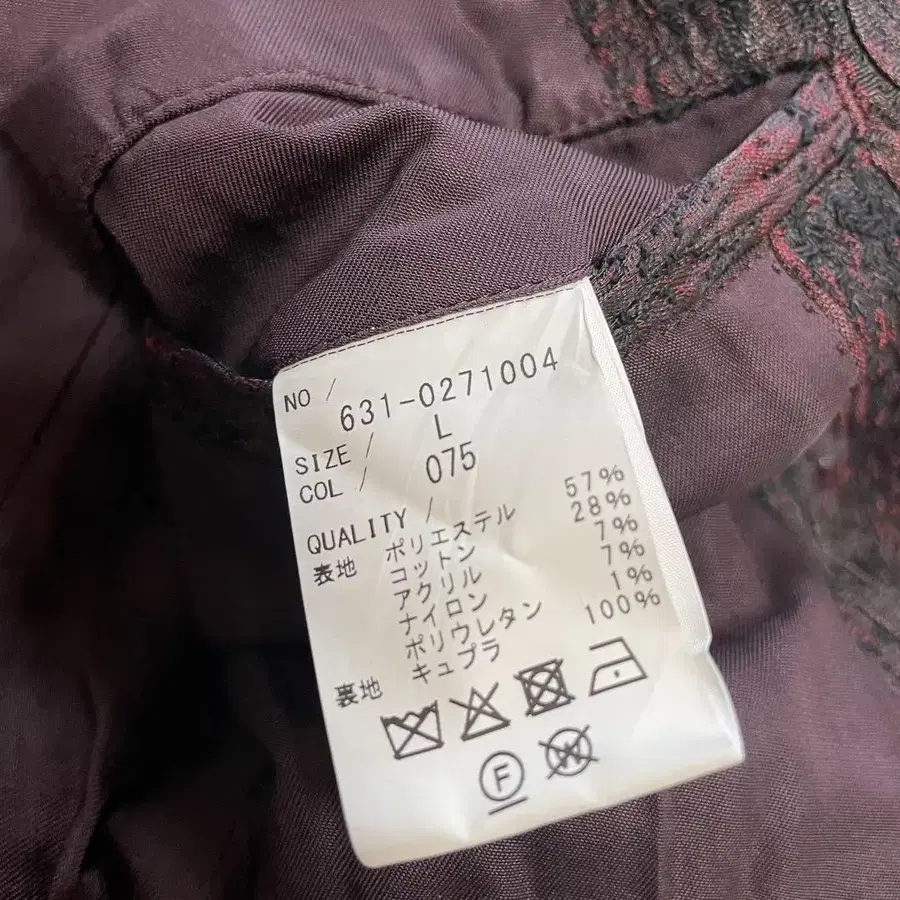 NO / 631-0271004
SIZE / L
COL / 075
QUALITY /
表地 ポリエステル 57%
コットン 28%
アクリル 7%
ナイロン 7%
ポリウレタン 1%
裏地 キュプラ 100%
F W